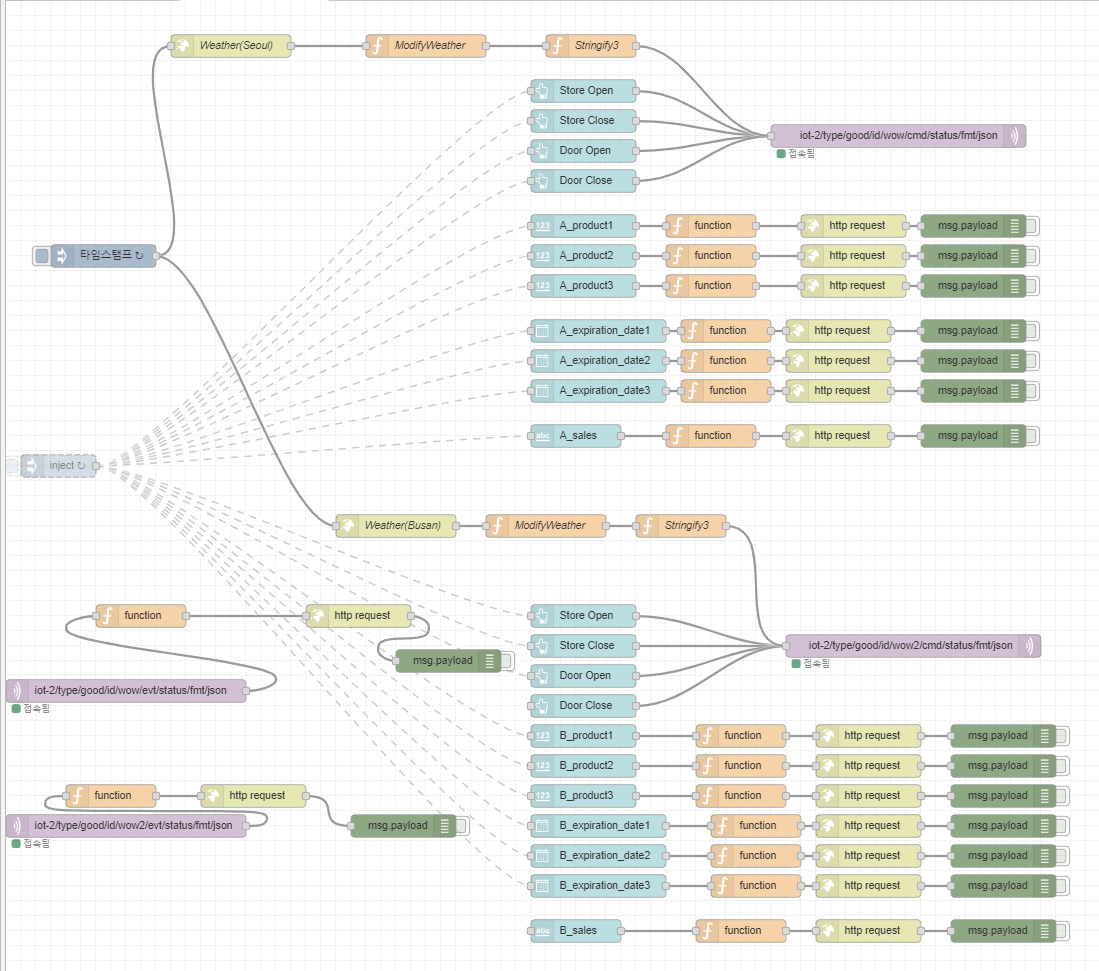 Weather(Seoul) ModifyWeather Stringify3
Store Open
Store Close
iot-2/type/good/id/wow/cmd/status/fmt/json
접속됨
Door Open
Door Close
123 A_product1 function http request msg.payload
타임스탬프 ↻
123 A_product2 function http request msg.payload
123 A_product3 function http request msg.payload
A_expiration_date1 function http request msg.payload
A_expiration_date2 function http request msg.payload
A_expiration_date3 function http request msg.payload
abc A_sales function http request msg.payload
inject ↻
Weather(Busan) ModifyWeather Stringify3
function http request
Store Open
Store Close
iot-2/type/good/id/wow2/cmd/status/fmt/json
접속됨
msg.payload
Door Open
iot-2/type/good/id/wow/evt/status/fmt/json
접속됨
Door Close
123 B_product1 function http request msg.payload
123 B_product2 function http request msg.payload
function http request
123 B_product3 function http request msg.payload
iot-2/type/good/id/wow2/evt/status/fmt/json
접속됨
msg.payload
B_expiration_date1 function http request msg.payload
B_expiration_date2 function http request msg.payload
B_expiration_date3 function http request msg.payload
abc B_sales function http request msg.payload